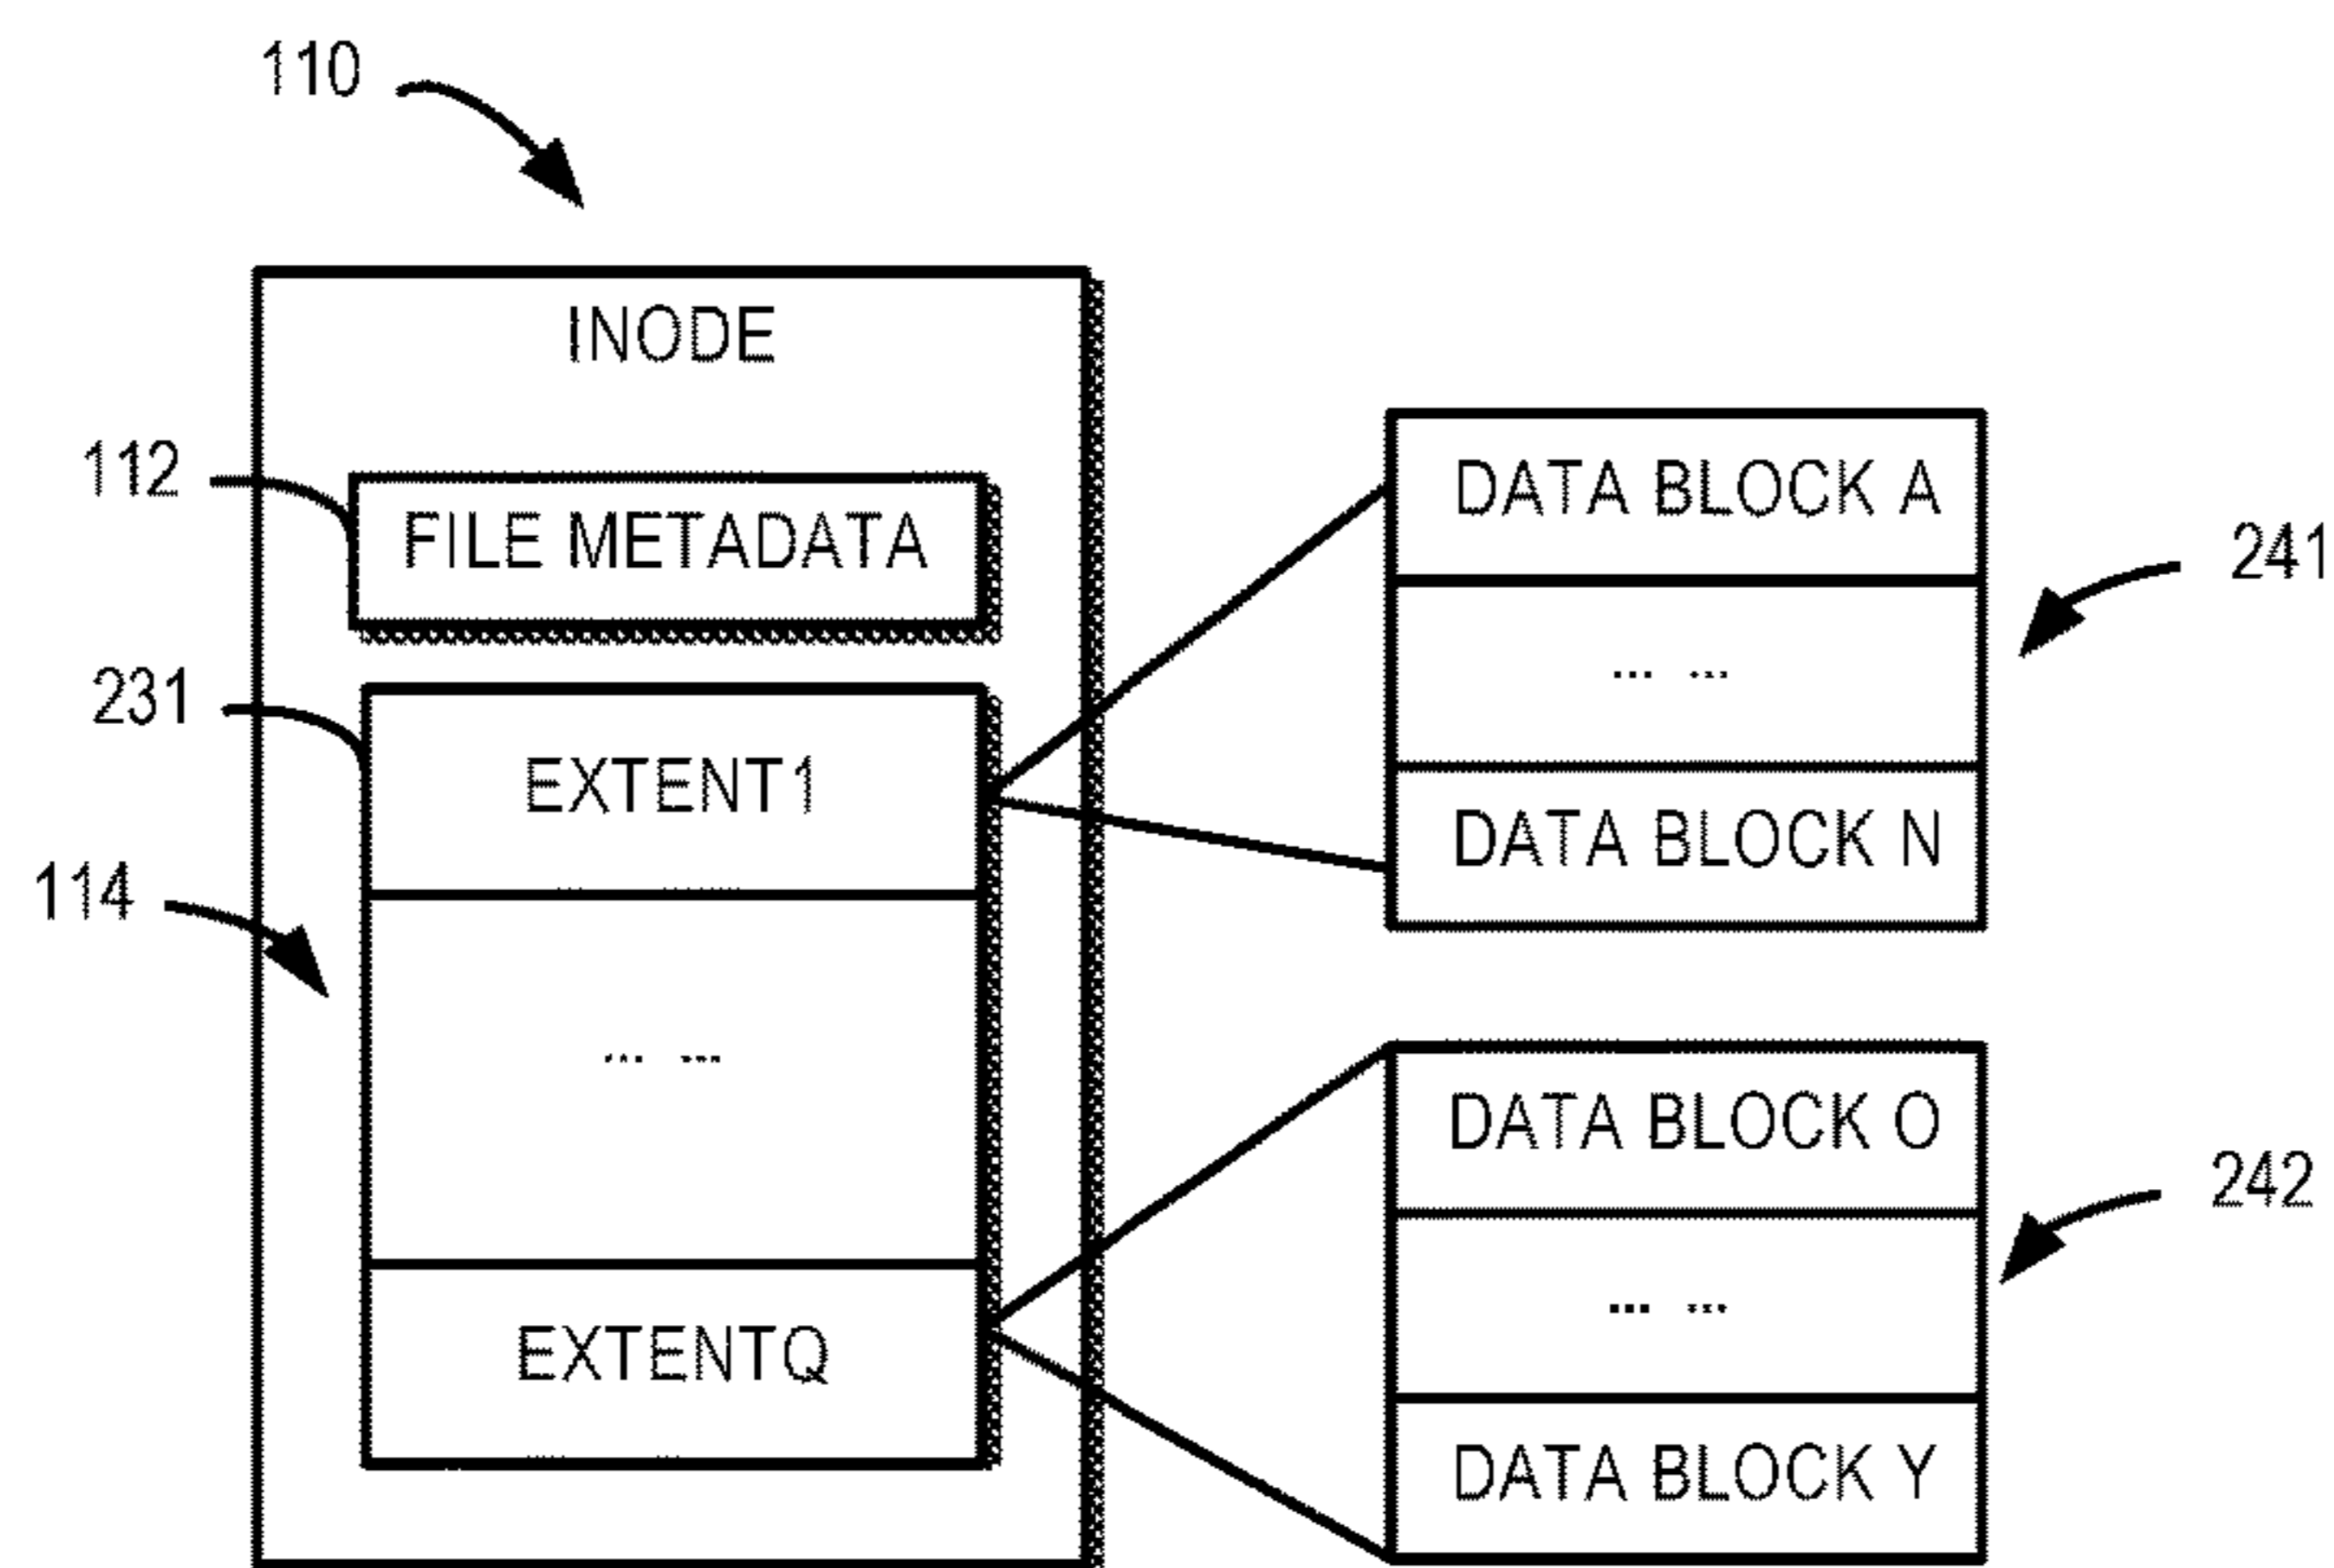 110
INODE
112
FILE METADATA
231
EXTENT1
114
... ...
EXTENTQ
DATA BLOCK A
... ...
DATA BLOCK N
241
DATA BLOCK O
... ...
DATA BLOCK Y
242